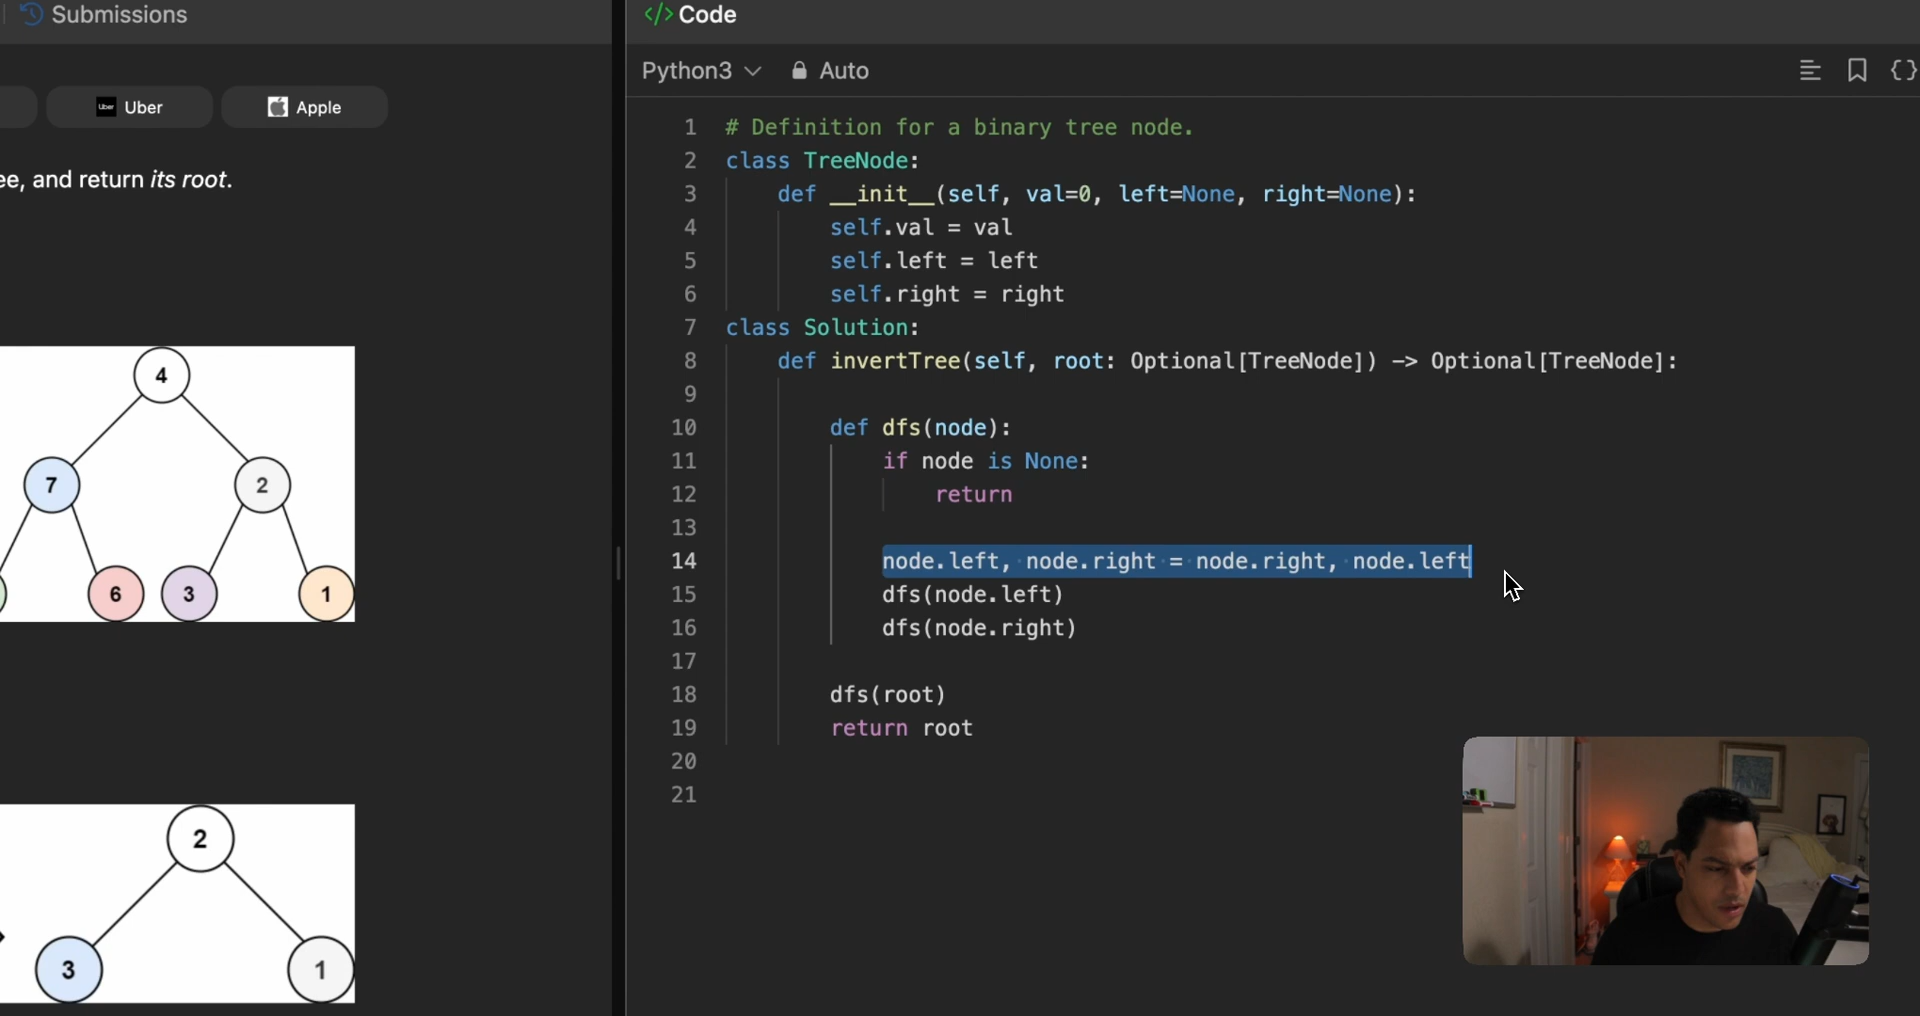 Submissions
Uber
Apple
ee, and return its root.
4
7
2
6
3
1
2
3
1
</> Code
Python3
Auto
1 # Definition for a binary tree node.
2 class TreeNode:
3 def __init__(self, val=0, left=None, right=None):
4 self.val = val
5 self.left = left
6 self.right = right
7 class Solution:
8 def invertTree(self, root: Optional[TreeNode]) -> Optional[TreeNode]:
9
10 def dfs(node):
11 if node is None:
12 return
13
14 node.left, node.right = node.right, node.left
15 dfs(node.left)
16 dfs(node.right)
17
18 dfs(root)
19 return root
20
21